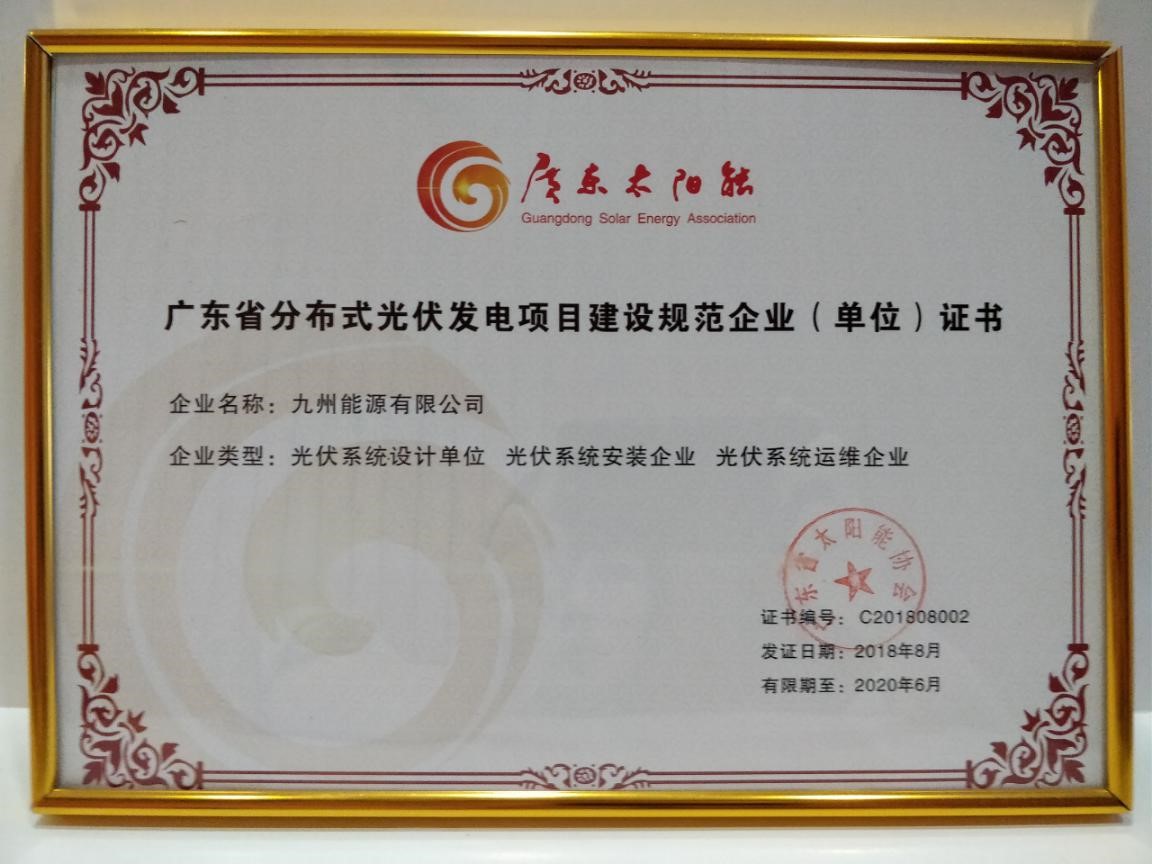 廣东太阳能
Guangdong Solar Energy Association
广东省分布式光伏发电项目建设规范企业（单位）证书
企业名称：九州能源有限公司
企业类型：光伏系统设计单位 光伏系统安装企业 光伏系统运维企业
东省太阳能协会
证书编号：C201808002
发证日期：2018年8月
有限期至：2020年6月